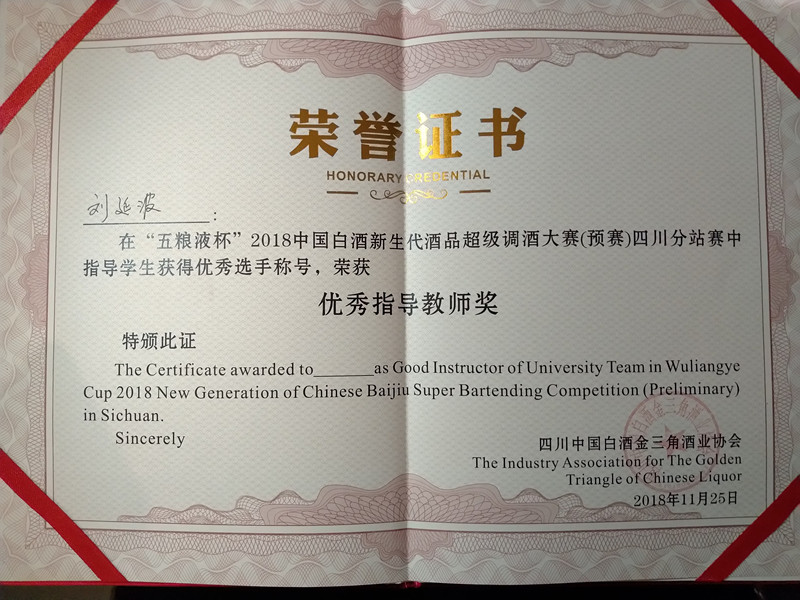 荣誉证书
HONORARY CREDENTIAL
刘延波:
在“五粮液杯”2018中国白酒新生代酒品超级调酒大赛(预赛)四川分站赛中
指导学生获得优秀选手称号,荣获
优秀指导教师奖
特颁此证
The Certificate awarded to_______as Good Instructor of University Team in Wuliangye
Cup 2018 New Generation of Chinese Baijiu Super Bartending Competition (Preliminary)
in Sichuan.
Sincerely
四川中国白酒金三角酒业协会
The Industry Association for The Golden
Triangle of Chinese Liquor
2018年11月25日